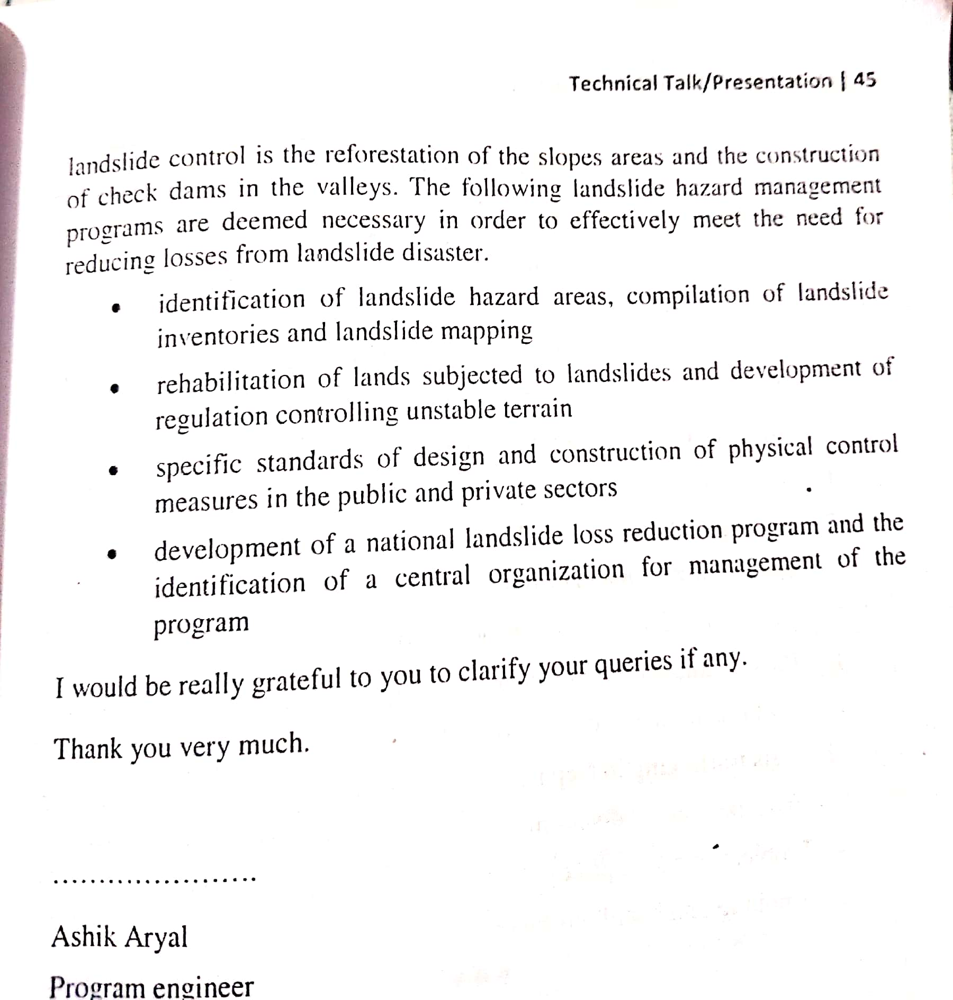 Technical Talk/Presentation | 45
landslide control is the reforestation of the slopes areas and the construction
of check dams in the valleys. The following landslide hazard management
programs are deemed necessary in order to effectively meet the need for
reducing losses from landslide disaster.
• identification of landslide hazard areas, compilation of landslide
inventories and landslide mapping
• rehabilitation of lands subjected to landslides and development of
regulation controlling unstable terrain
• specific standards of design and construction of physical control
measures in the public and private sectors
• development of a national landslide loss reduction program and the
identification of a central organization for management of the
program
I would be really grateful to you to clarify your queries if any.
Thank you very much.
.......................
Ashik Aryal
Program engineer